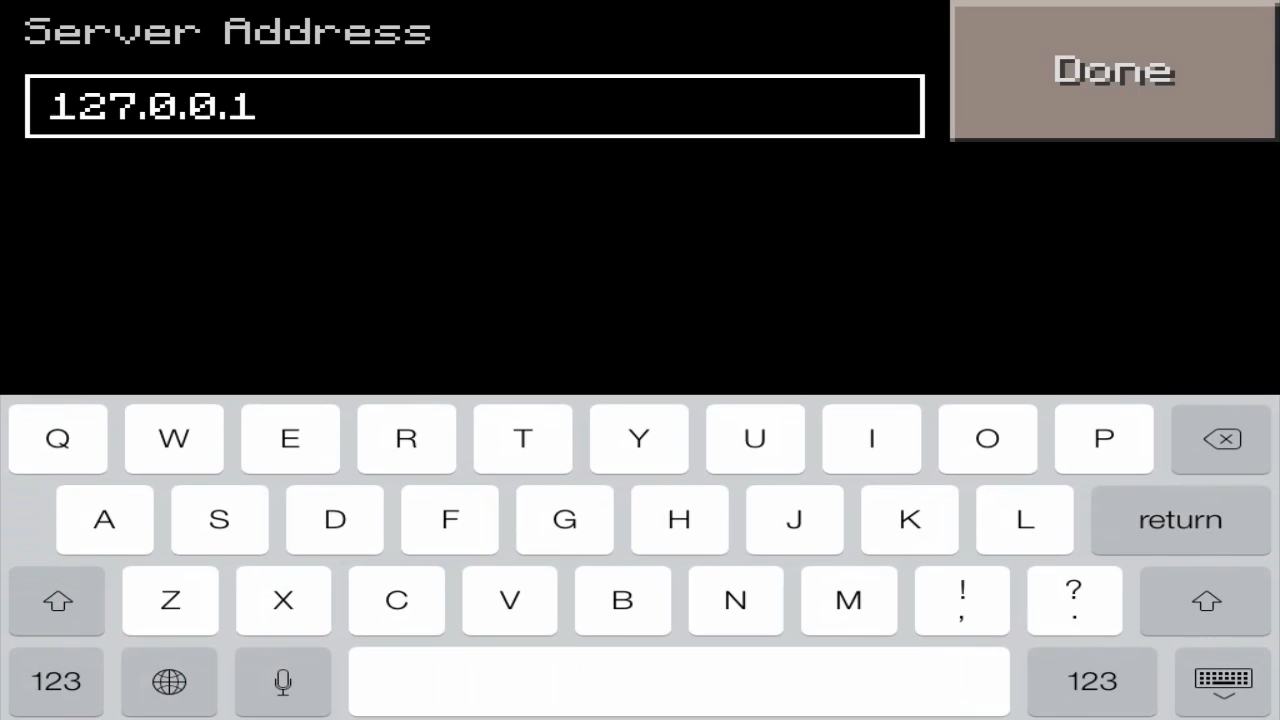 Server Address
Done
127.0.0.1
Q W E R T Y U I O P
A S D F G H J K L return
Z X C V B N M ! , ? .
123 123